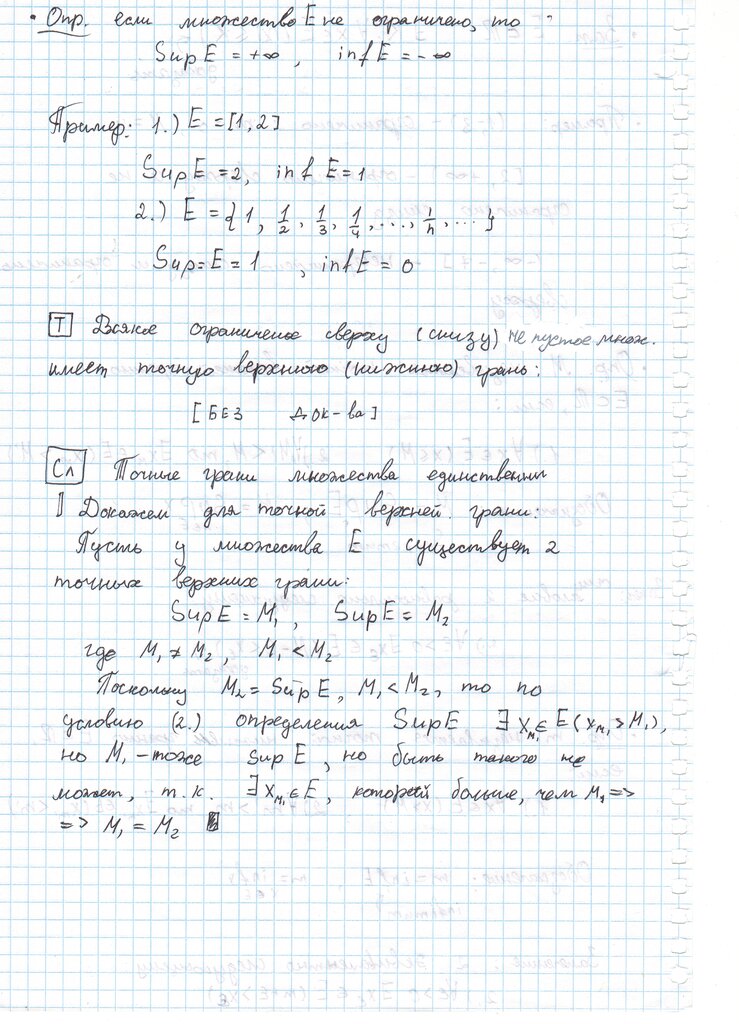 • Опр. если множество E не ограничено, то
Sup E = +∞ , inf E = -∞
Пример: 1.) E = [1, 2]
Sup E = 2, inf E = 1
2.) E = {1, 1/2, 1/3, 1/4, ..., 1/n, ...}
Sup = E = 1 , inf E = 0
[Т] Всякое ограниченое сверху (снизу) не пустое множ.
имеет точную верхнюю (нижнюю) грань:
[БЕЗ ДОК-ва]
[Сл] Точные грани множества единственны
▯ Докажем для точной верхней грани:
Пусть у множества E существует 2
точных верхних грани:
Sup E = M₁ , Sup E = M₂
где M₁ ≠ M₂ , M₁ < M₂
Поскольку M₂ = Sup E, M₁ < M₂, то по
условию (2.) определения Sup E ∃ x_M₁ ∈ E (x_M₁ > M₁),
но M₁ - тоже Sup E, но быть такого не
может, т.к. ∃ x_M₁ ∈ E, который больше, чем M₁ =>
=> M₁ = M₂ ▮